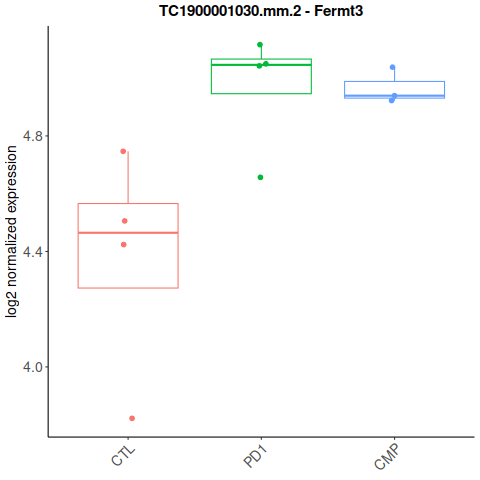 TC1900001030.mm.2 - Fermt3
log2 normalized expression
4.8
4.4
4.0
CTL
PD1
CMP